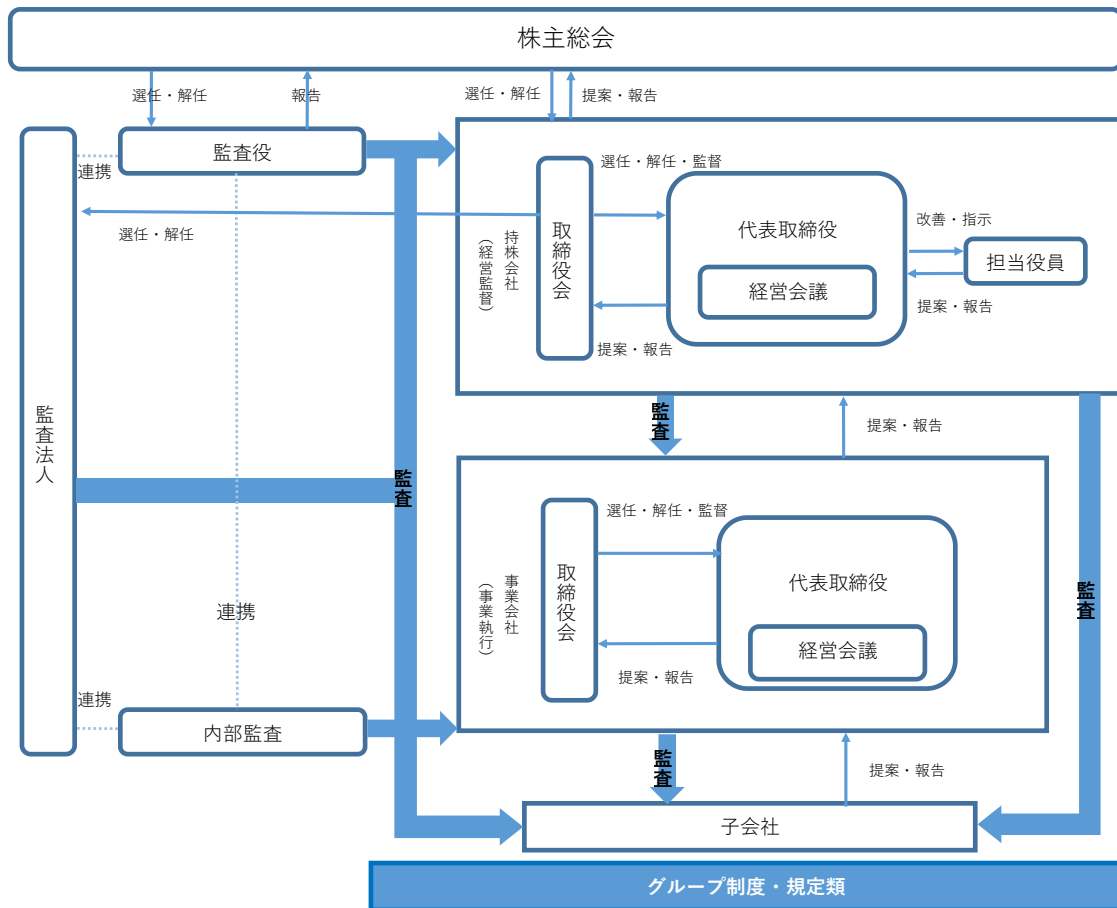 株主総会
選任・解任
報告
選任・解任
提案・報告
監査役
連携
選任・解任
監査法人
持株会社
(経営監督)
取締役会
選任・解任・監督
代表取締役
経営会議
提案・報告
改善・指示
担当役員
提案・報告
監査
提案・報告
監査
事業会社
(事業執行)
取締役会
選任・解任・監督
代表取締役
経営会議
提案・報告
監査
連携
連携
内部監査
監査
提案・報告
子会社
グループ制度・規定類